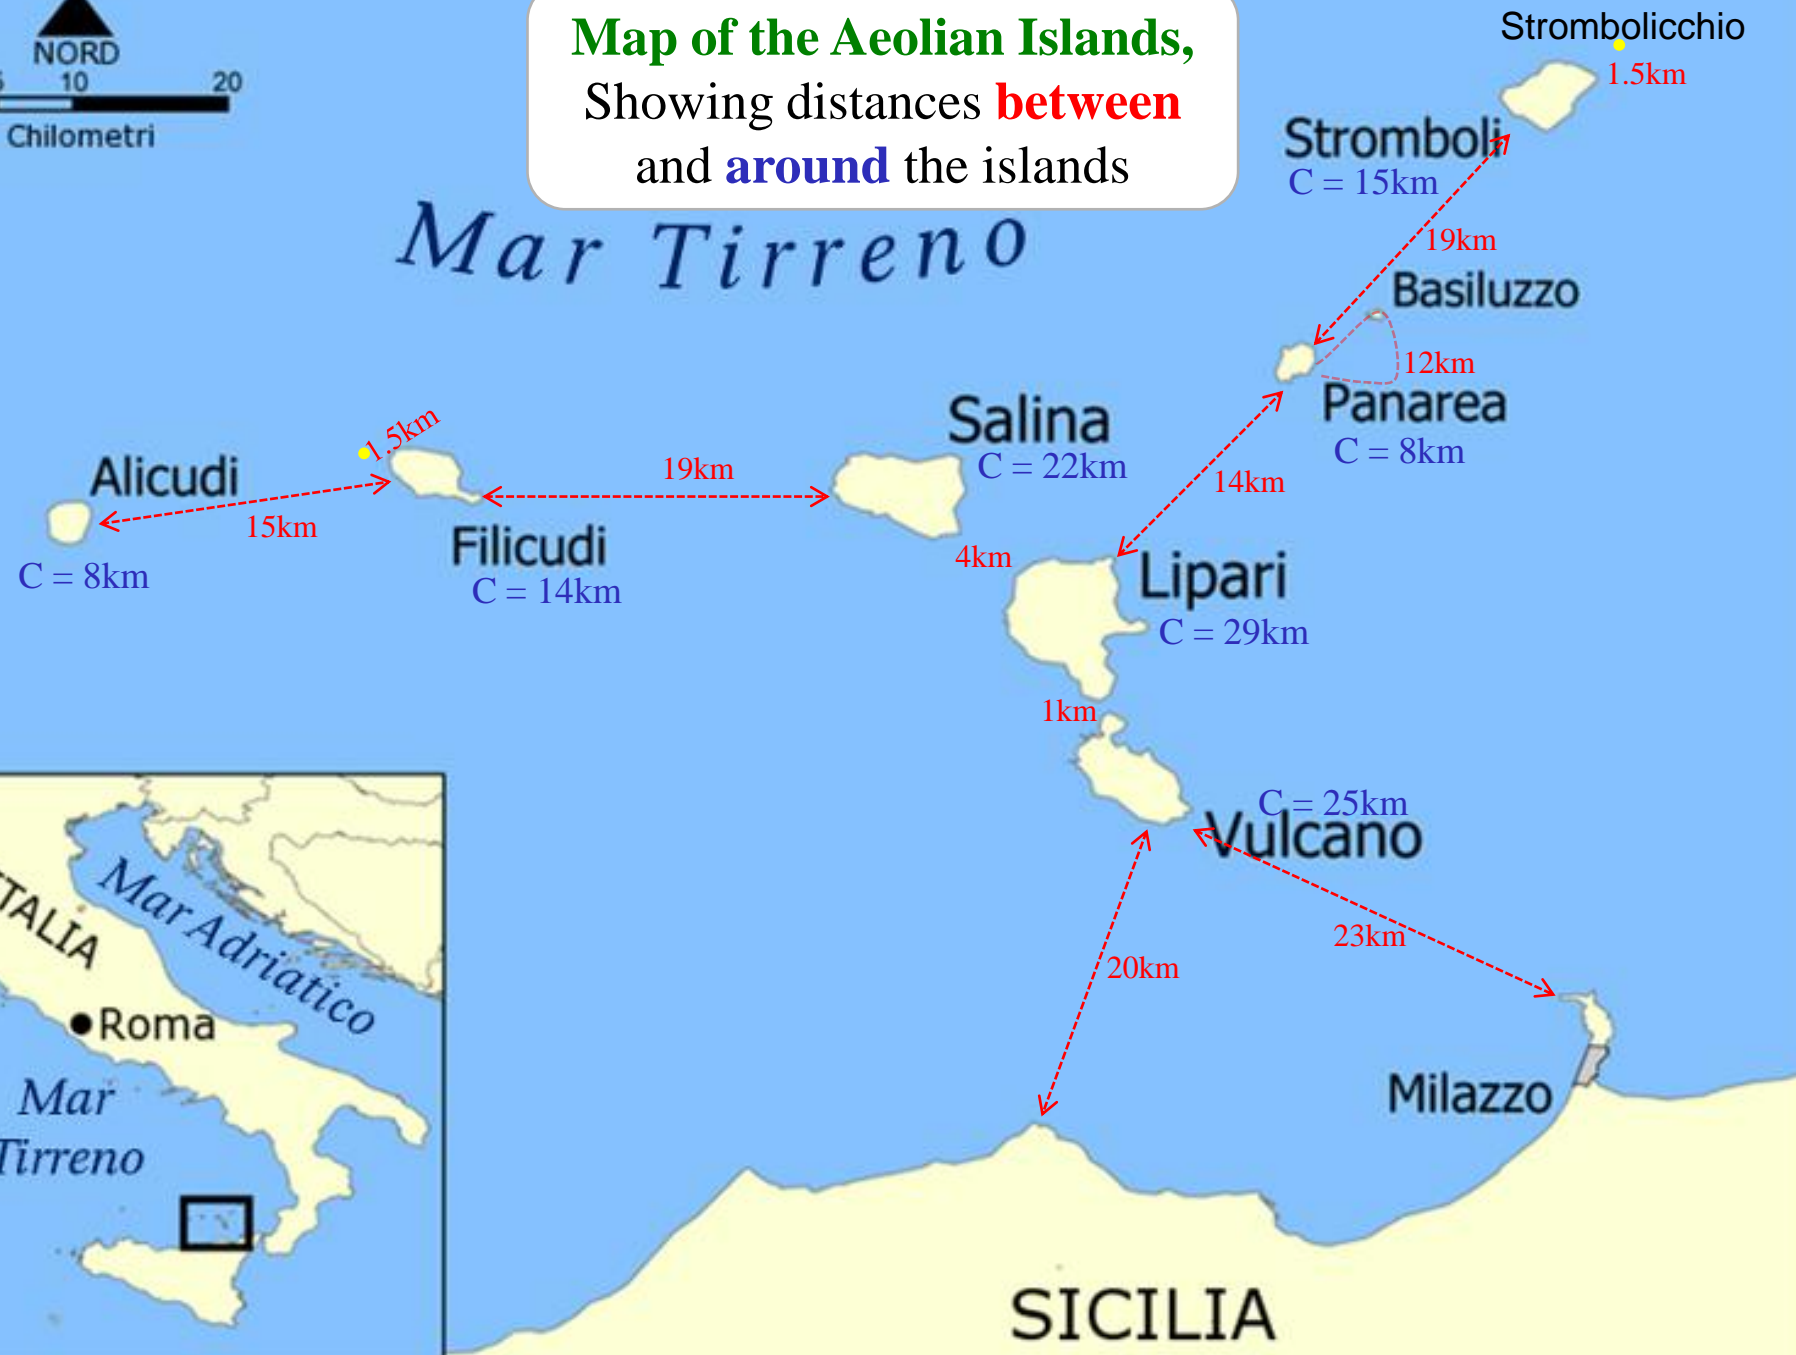 NORD
10 20
Chilometri
Map of the Aeolian Islands,
Showing distances between
and around the islands
Strombolicchio
1.5km
Stromboli
C = 15km
Mar Tirreno
19km
Basiluzzo
12km
Panarea
C = 8km
14km
Salina
C = 22km
19km
1.5km
Alicudi
15km
C = 8km
Filicudi
C = 14km
4km
Lipari
C = 29km
1km
C = 25km
Vulcano
23km
20km
Milazzo
SICILIA
Mar Adriatico
Roma
Mar
Tirreno